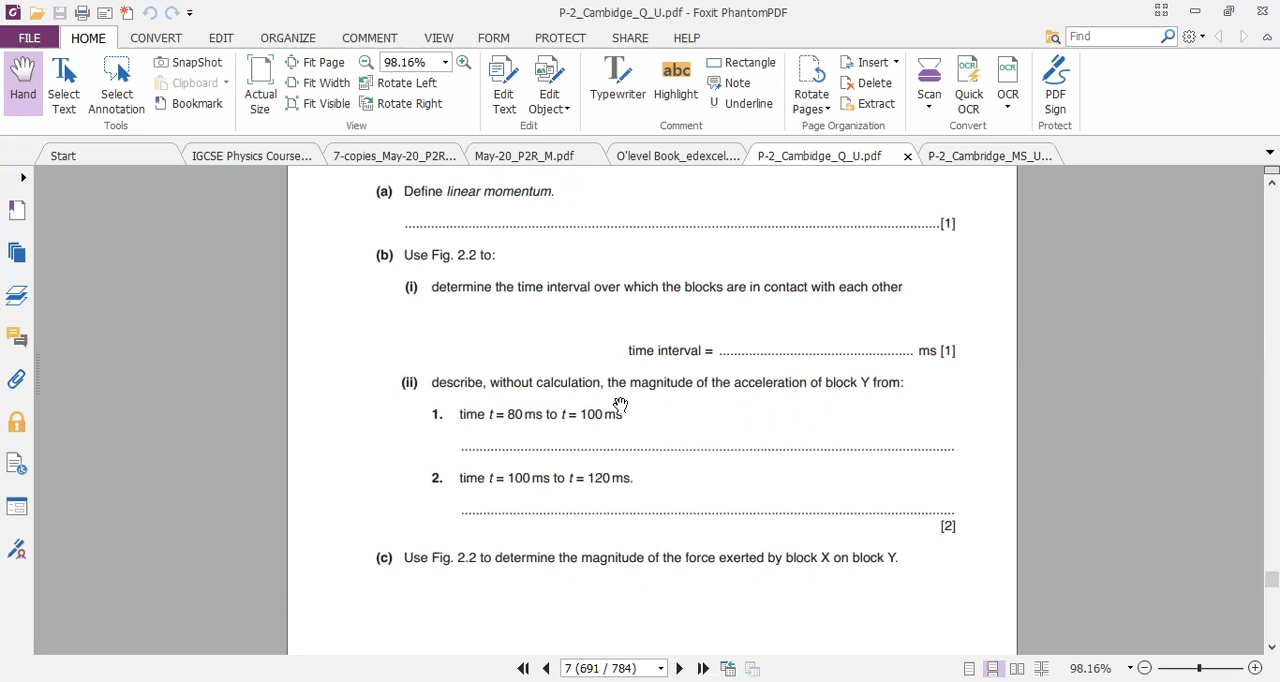 P-2_Cambidge_Q_U.pdf - Foxit PhantomPDF
FILE HOME CONVERT EDIT ORGANIZE COMMENT VIEW FORM PROTECT SHARE HELP Find
Hand Select Text Select Annotation SnapShot Clipboard Bookmark Tools
Actual Size Fit Page Fit Width Fit Visible 98.16% Rotate Left Rotate Right View
Edit Text Edit Object Edit
Typewriter abc Highlight Rectangle Note U Underline Comment
Rotate Pages Insert Delete Extract Page Organization
Scan OCR Quick OCR OCR OCR Convert
PDF Sign Protect
Start IGCSE Physics Course... 7-copies_May-20_P2R... May-20_P2R_M.pdf O'level Book_edexcel.... P-2_Cambidge_Q_U.pdf P-2_Cambridge_MS_U...
(a) Define linear momentum.
..........................................................................................................................[1]
(b) Use Fig. 2.2 to:
(i) determine the time interval over which the blocks are in contact with each other
time interval = ................................................ ms [1]
(ii) describe, without calculation, the magnitude of the acceleration of block Y from:
1. time t = 80 ms to t = 100 ms
..........................................................................................................................
2. time t = 100 ms to t = 120 ms.
..........................................................................................................................
[2]
(c) Use Fig. 2.2 to determine the magnitude of the force exerted by block X on block Y.
7 (691 / 784) 98.16%